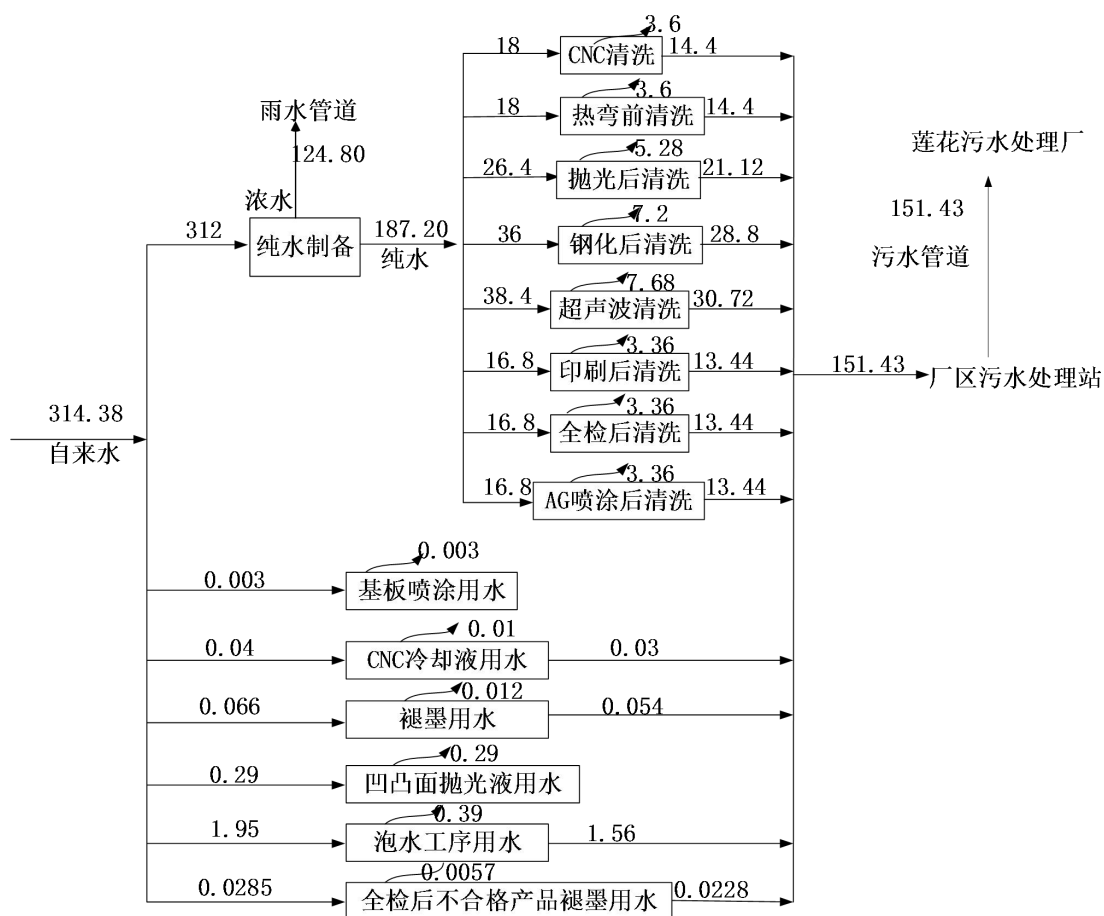 3.6
18
CNC清洗
14.4
3.6
18
热弯前清洗
14.4
雨水管道
124.80
浓水
5.28
26.4
抛光后清洗
21.12
莲花污水处理厂
151.43
污水管道
312
纯水制备
187.20
纯水
7.2
36
钢化后清洗
28.8
7.68
38.4
超声波清洗
30.72
3.36
16.8
印刷后清洗
13.44
151.43
厂区污水处理站
314.38
自来水
3.36
16.8
全检后清洗
13.44
3.36
16.8
AG喷涂后清洗
13.44
0.003
0.003
基板喷涂用水
0.01
0.04
CNC冷却液用水
0.03
0.012
0.066
褪墨用水
0.054
0.29
0.29
凹凸面抛光液用水
0.39
1.95
泡水工序用水
1.56
0.0057
0.0285
全检后不合格产品褪墨用水
0.0228